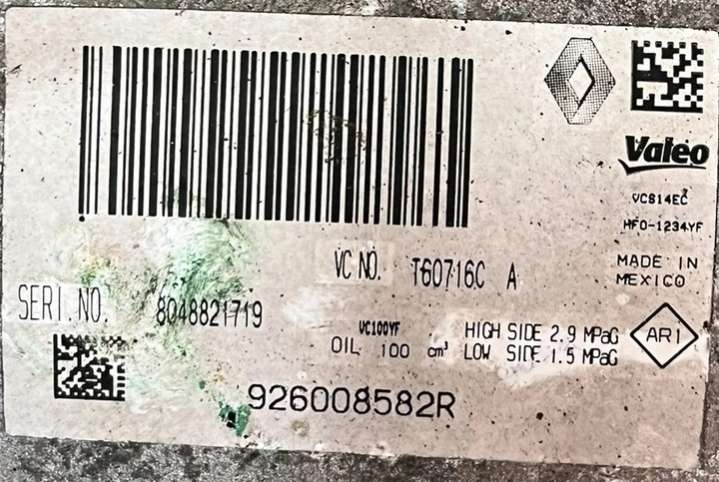 Valeo
VCS14EC
HFO-1234YF
MADE IN
MEXICO
VC NO. T60716C A
SERI.NO. 8048821719
VC100YF
OIL 100 cm³
HIGH SIDE 2.9 MPaG
LOW SIDE 1.5 MPaG
AR1
926008582R